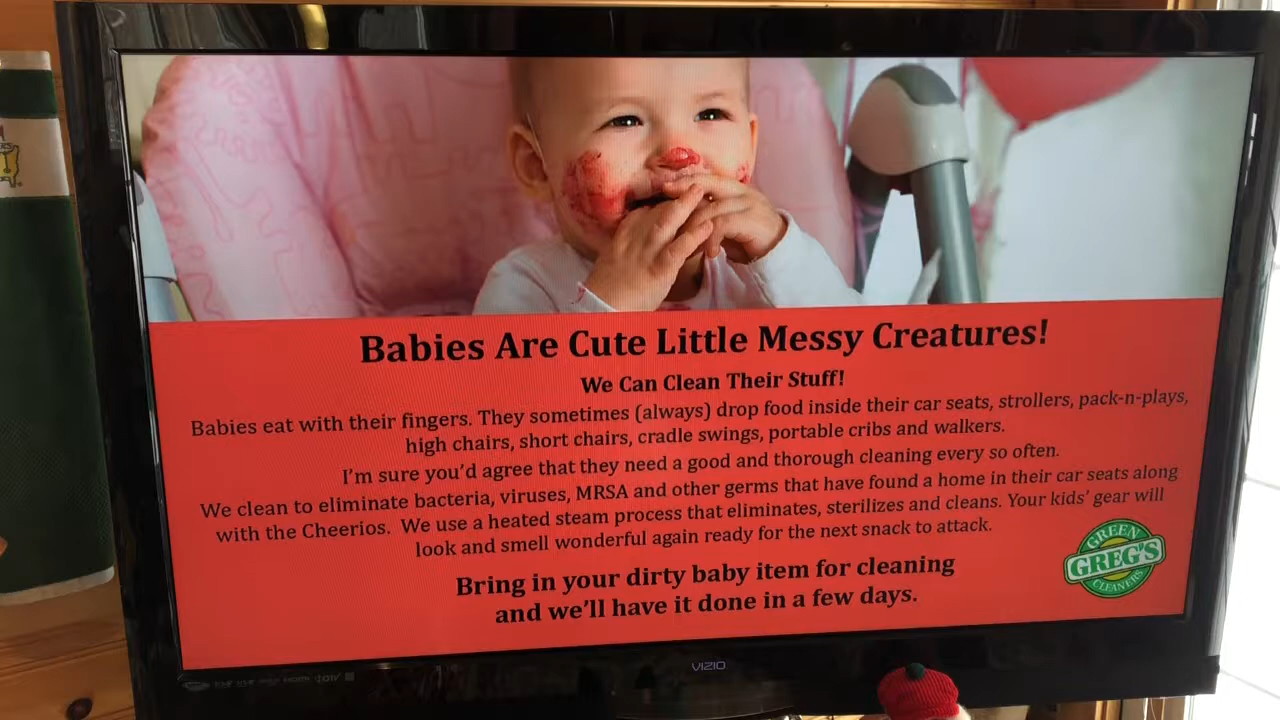 Babies Are Cute Little Messy Creatures!
We Can Clean Their Stuff!
Babies eat with their fingers. They sometimes (always) drop food inside their car seats, strollers, pack-n-plays,
high chairs, short chairs, cradle swings, portable cribs and walkers.
I'm sure you'd agree that they need a good and thorough cleaning every so often.
We clean to eliminate bacteria, viruses, MRSA and other germs that have found a home in their car seats along
with the Cheerios. We use a heated steam process that eliminates, sterilizes and cleans. Your kids' gear will
look and smell wonderful again ready for the next snack to attack.
Bring in your dirty baby item for cleaning
and we'll have it done in a few days.
GREEN
GREG'S
CLEANERS
VIZIO